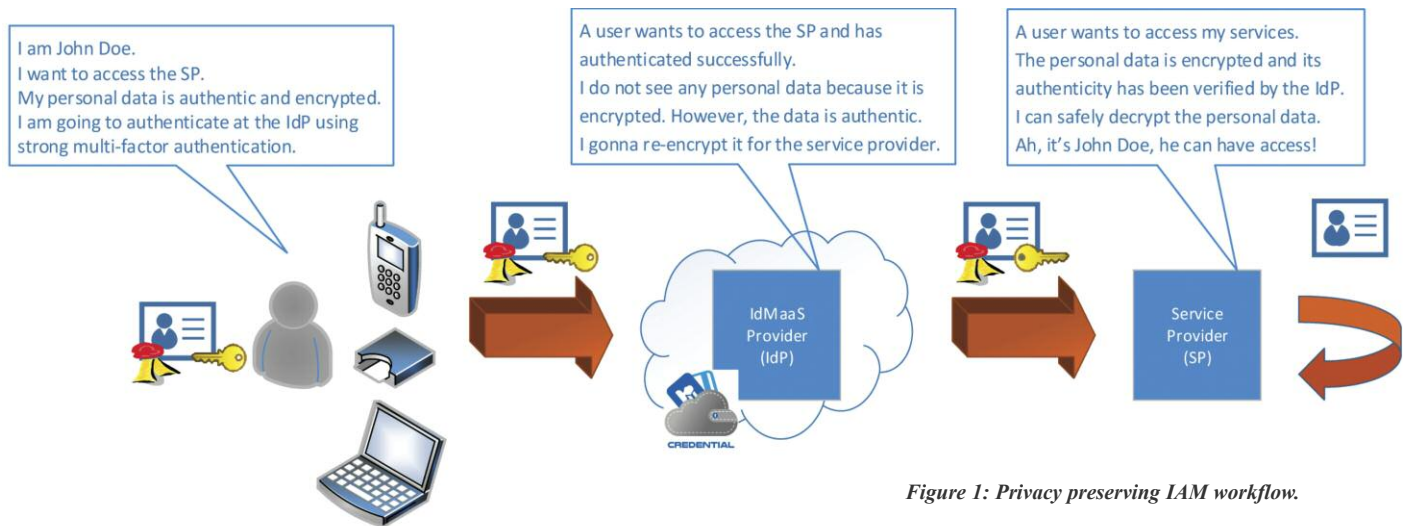 I am John Doe.
I want to access the SP.
My personal data is authentic and encrypted.
I am going to authenticate at the IdP using
strong multi-factor authentication.
A user wants to access the SP and has
authenticated successfully.
I do not see any personal data because it is
encrypted. However, the data is authentic.
I gonna re-encrypt it for the service provider.
A user wants to access my services.
The personal data is encrypted and its
authenticity has been verified by the IdP.
I can safely decrypt the personal data.
Ah, it's John Doe, he can have access!
IdMaaS
Provider
(IdP)
CREDENTIAL
Service
Provider
(SP)
Figure 1: Privacy preserving IAM workflow.